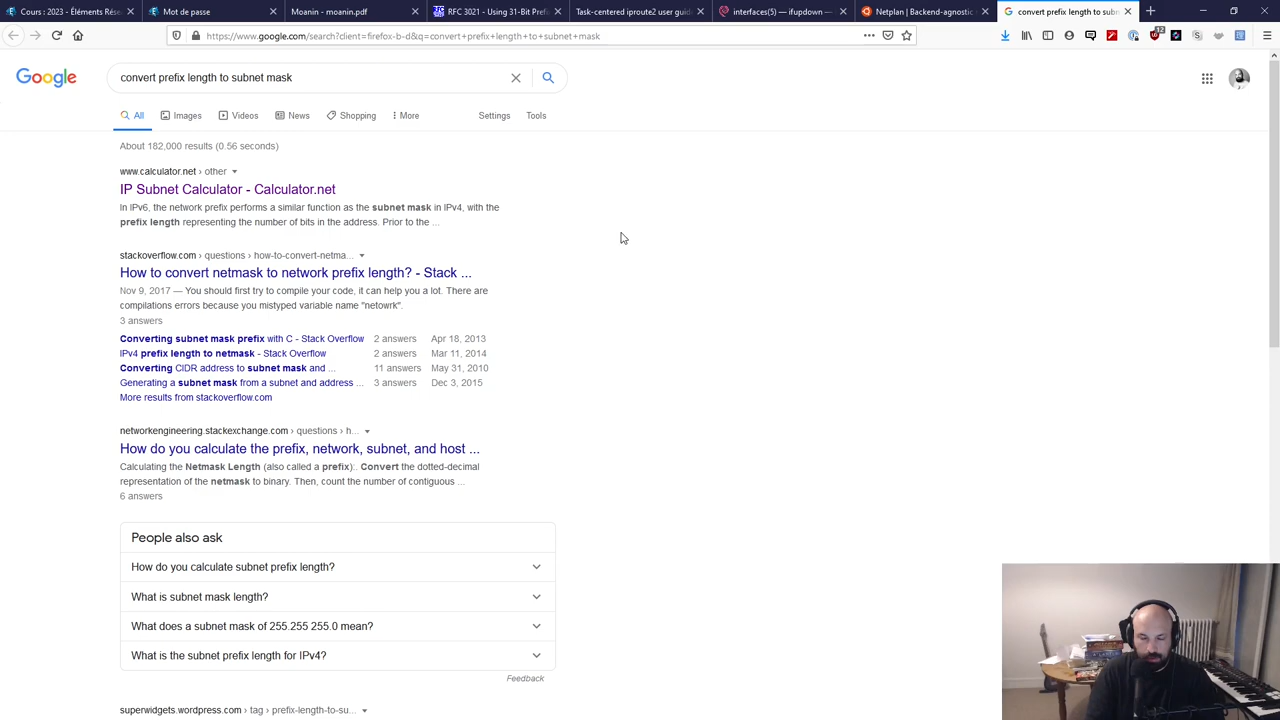 Cours : 2023 - Éléments Rés
Mot de passe
Moanin - moanin.pdf
RFC 3021 - Using 31-Bit Prefi
Task-centered iproute2 user guid
interfaces(5) — ifupdown —
Netplan | Backend-agnostic n
convert prefix length to subn
https://www.google.com/search?client=firefox-b-d&q=convert+prefix+length+to+subnet+mask
Google
convert prefix length to subnet mask
All
Images
Videos
News
Shopping
More
Settings
Tools
About 182,000 results (0.56 seconds)
www.calculator.net › other
IP Subnet Calculator - Calculator.net
In IPv6, the network prefix performs a similar function as the subnet mask in IPv4, with the
prefix length representing the number of bits in the address. Prior to the ...
stackoverflow.com › questions › how-to-convert-netma...
How to convert netmask to network prefix length? - Stack ...
Nov 9, 2017 — You should first try to compile your code, it can help you a lot. There are
compilations errors because you mistyped variable name "netowrk".
3 answers
Converting subnet mask prefix with C - Stack Overflow 2 answers Apr 18, 2013
IPv4 prefix length to netmask - Stack Overflow 2 answers Mar 11, 2014
Converting CIDR address to subnet mask and ... 11 answers May 31, 2010
Generating a subnet mask from a subnet and address ... 3 answers Dec 3, 2015
More results from stackoverflow.com
networkengineering.stackexchange.com › questions › h...
How do you calculate the prefix, network, subnet, and host ...
Calculating the Netmask Length (also called a prefix):. Convert the dotted-decimal
representation of the netmask to binary. Then, count the number of contiguous ...
6 answers
People also ask
How do you calculate subnet prefix length?
What is subnet mask length?
What does a subnet mask of 255.255 255.0 mean?
What is the subnet prefix length for IPv4?
Feedback
superwidgets.wordpress.com › tag › prefix-length-to-su...